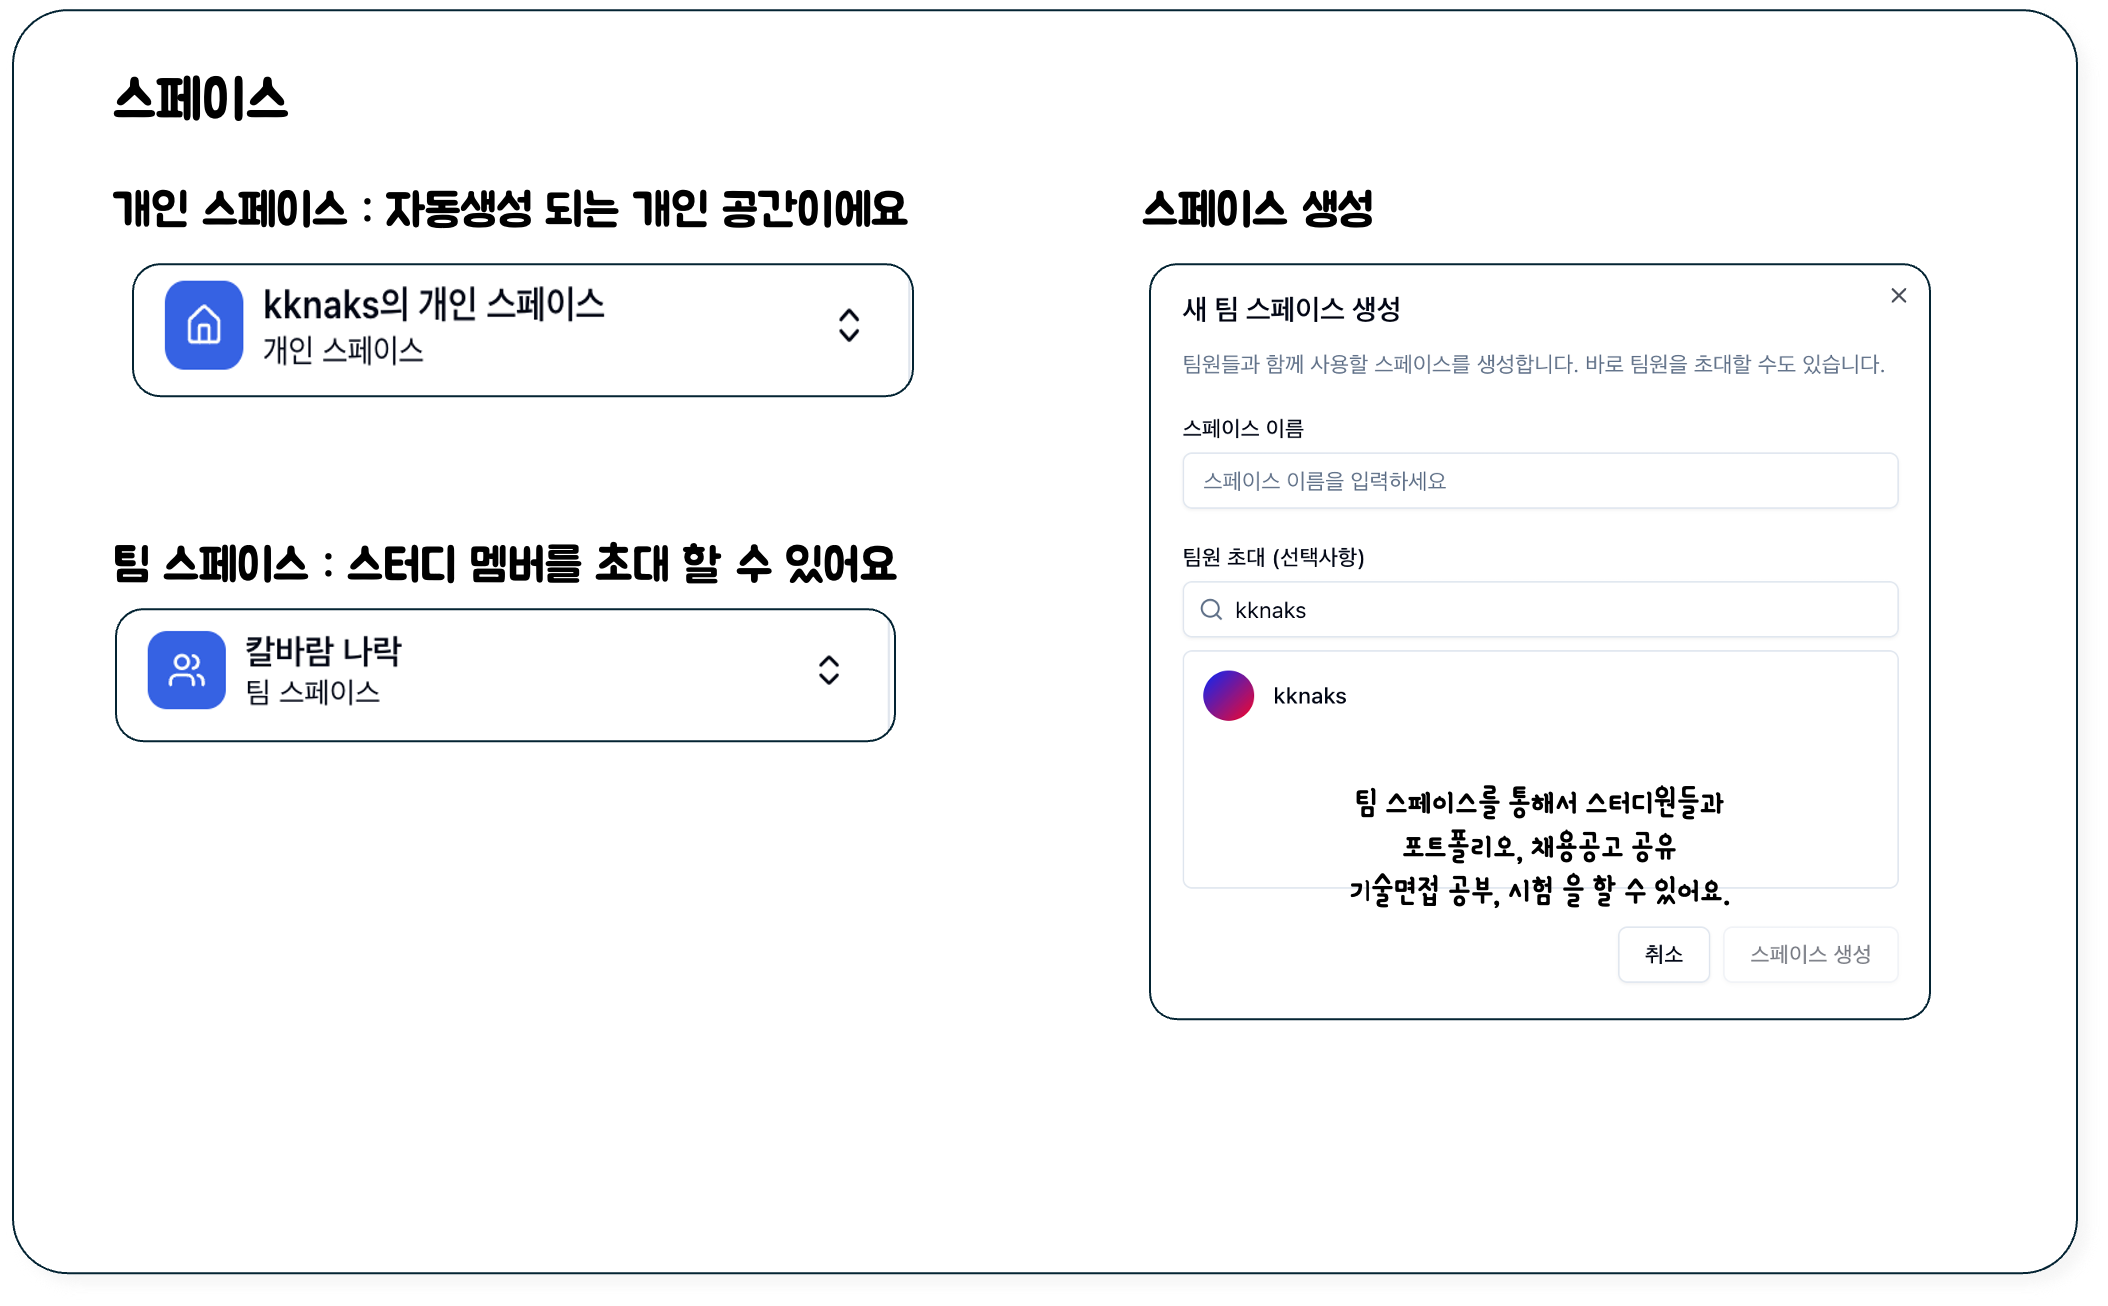 스페이스
개인 스페이스 : 자동생성 되는 개인 공간이에요
kknaks의 개인 스페이스
개인 스페이스
팀 스페이스 : 스터디 멤버를 초대 할 수 있어요
칼바람 나락
팀 스페이스
스페이스 생성
새 팀 스페이스 생성
팀원들과 함께 사용할 스페이스를 생성합니다. 바로 팀원을 초대할 수도 있습니다.
스페이스 이름
스페이스 이름을 입력하세요
팀원 초대 (선택사항)
kknaks
kknaks
팀 스페이스를 통해서 스터디원들과
포트폴리오, 채용공고 공유
기술면접 공부, 시험 을 할 수 있어요.
취소
스페이스 생성